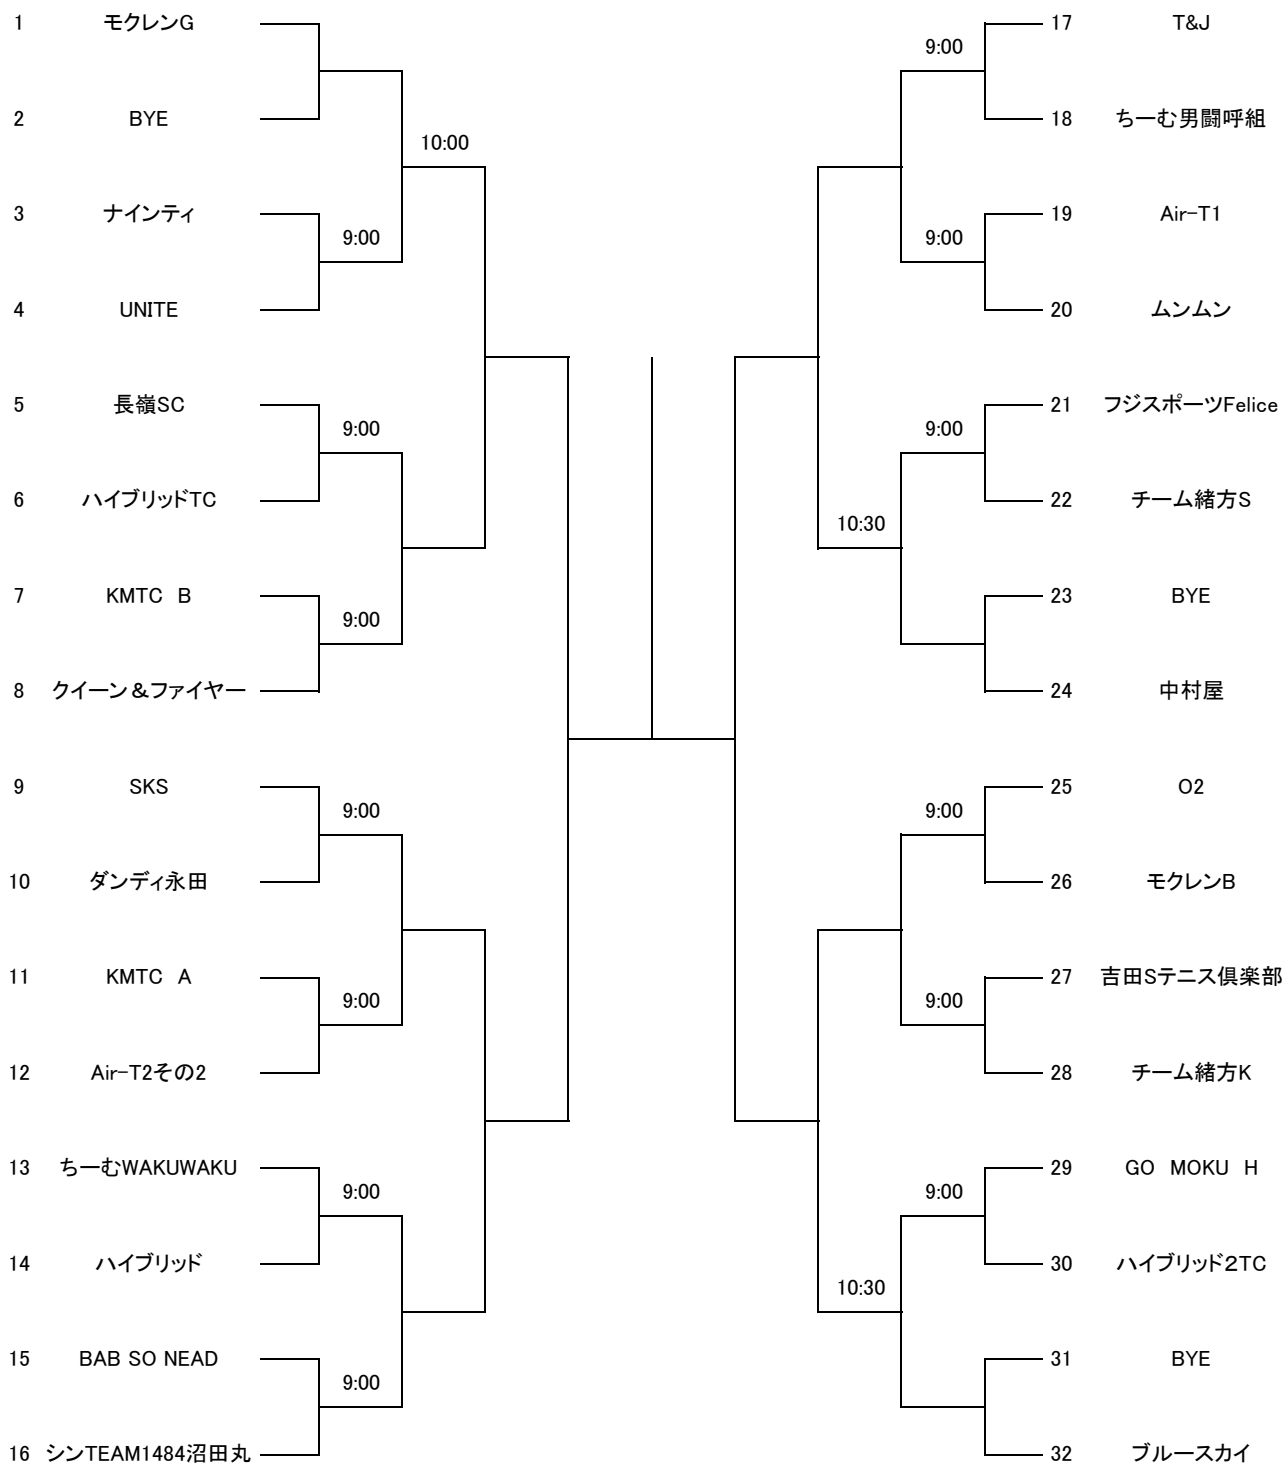 1 モクレンG
2 BYE
10:00
3 ナインティ
9:00
4 UNITE
5 長嶺SC
9:00
6 ハイブリッドTC
7 KMTC　B
9:00
8 クイーン＆ファイヤー
9 SKS
9:00
10 ダンディ永田
11 KMTC　A
9:00
12 Air-T2その2
13 ちーむWAKUWAKU
9:00
14 ハイブリッド
15 BAB SO NEAD
9:00
16 シンTEAM1484沼田丸
17 T&J
9:00
18 ちーむ男闘呼組
19 Air-T1
9:00
20 ムンムン
21 フジスポーツFelice
9:00
22 チーム緒方S
10:30
23 BYE
24 中村屋
25 O2
9:00
26 モクレンB
27 吉田Sテニス倶楽部
9:00
28 チーム緒方K
29 GO　MOKU　H
9:00
30 ハイブリッド２TC
10:30
31 BYE
32 ブルースカイ